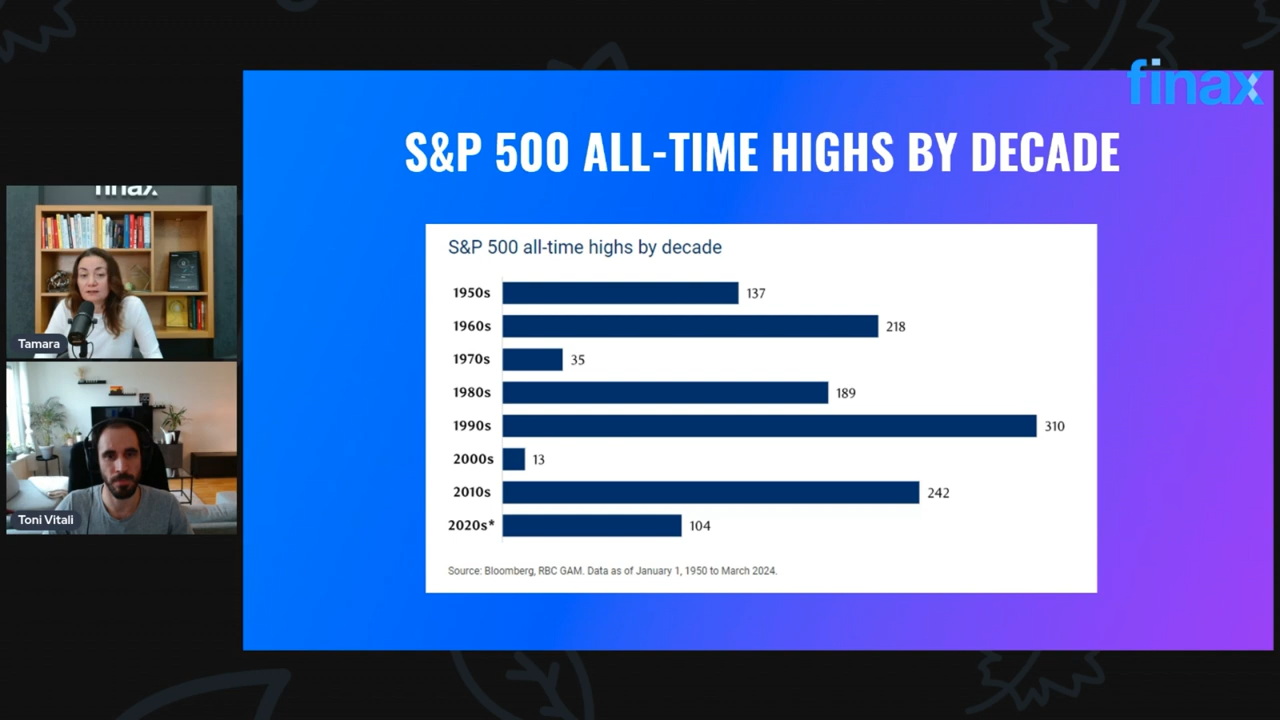 finax
S&P 500 ALL-TIME HIGHS BY DECADE
S&P 500 all-time highs by decade
1950s 137
1960s 218
1970s 35
1980s 189
1990s 310
2000s 13
2010s 242
2020s* 104
Source: Bloomberg, RBC GAM. Data as of January 1, 1950 to March 2024.
finax
Tamara
Toni Vitali